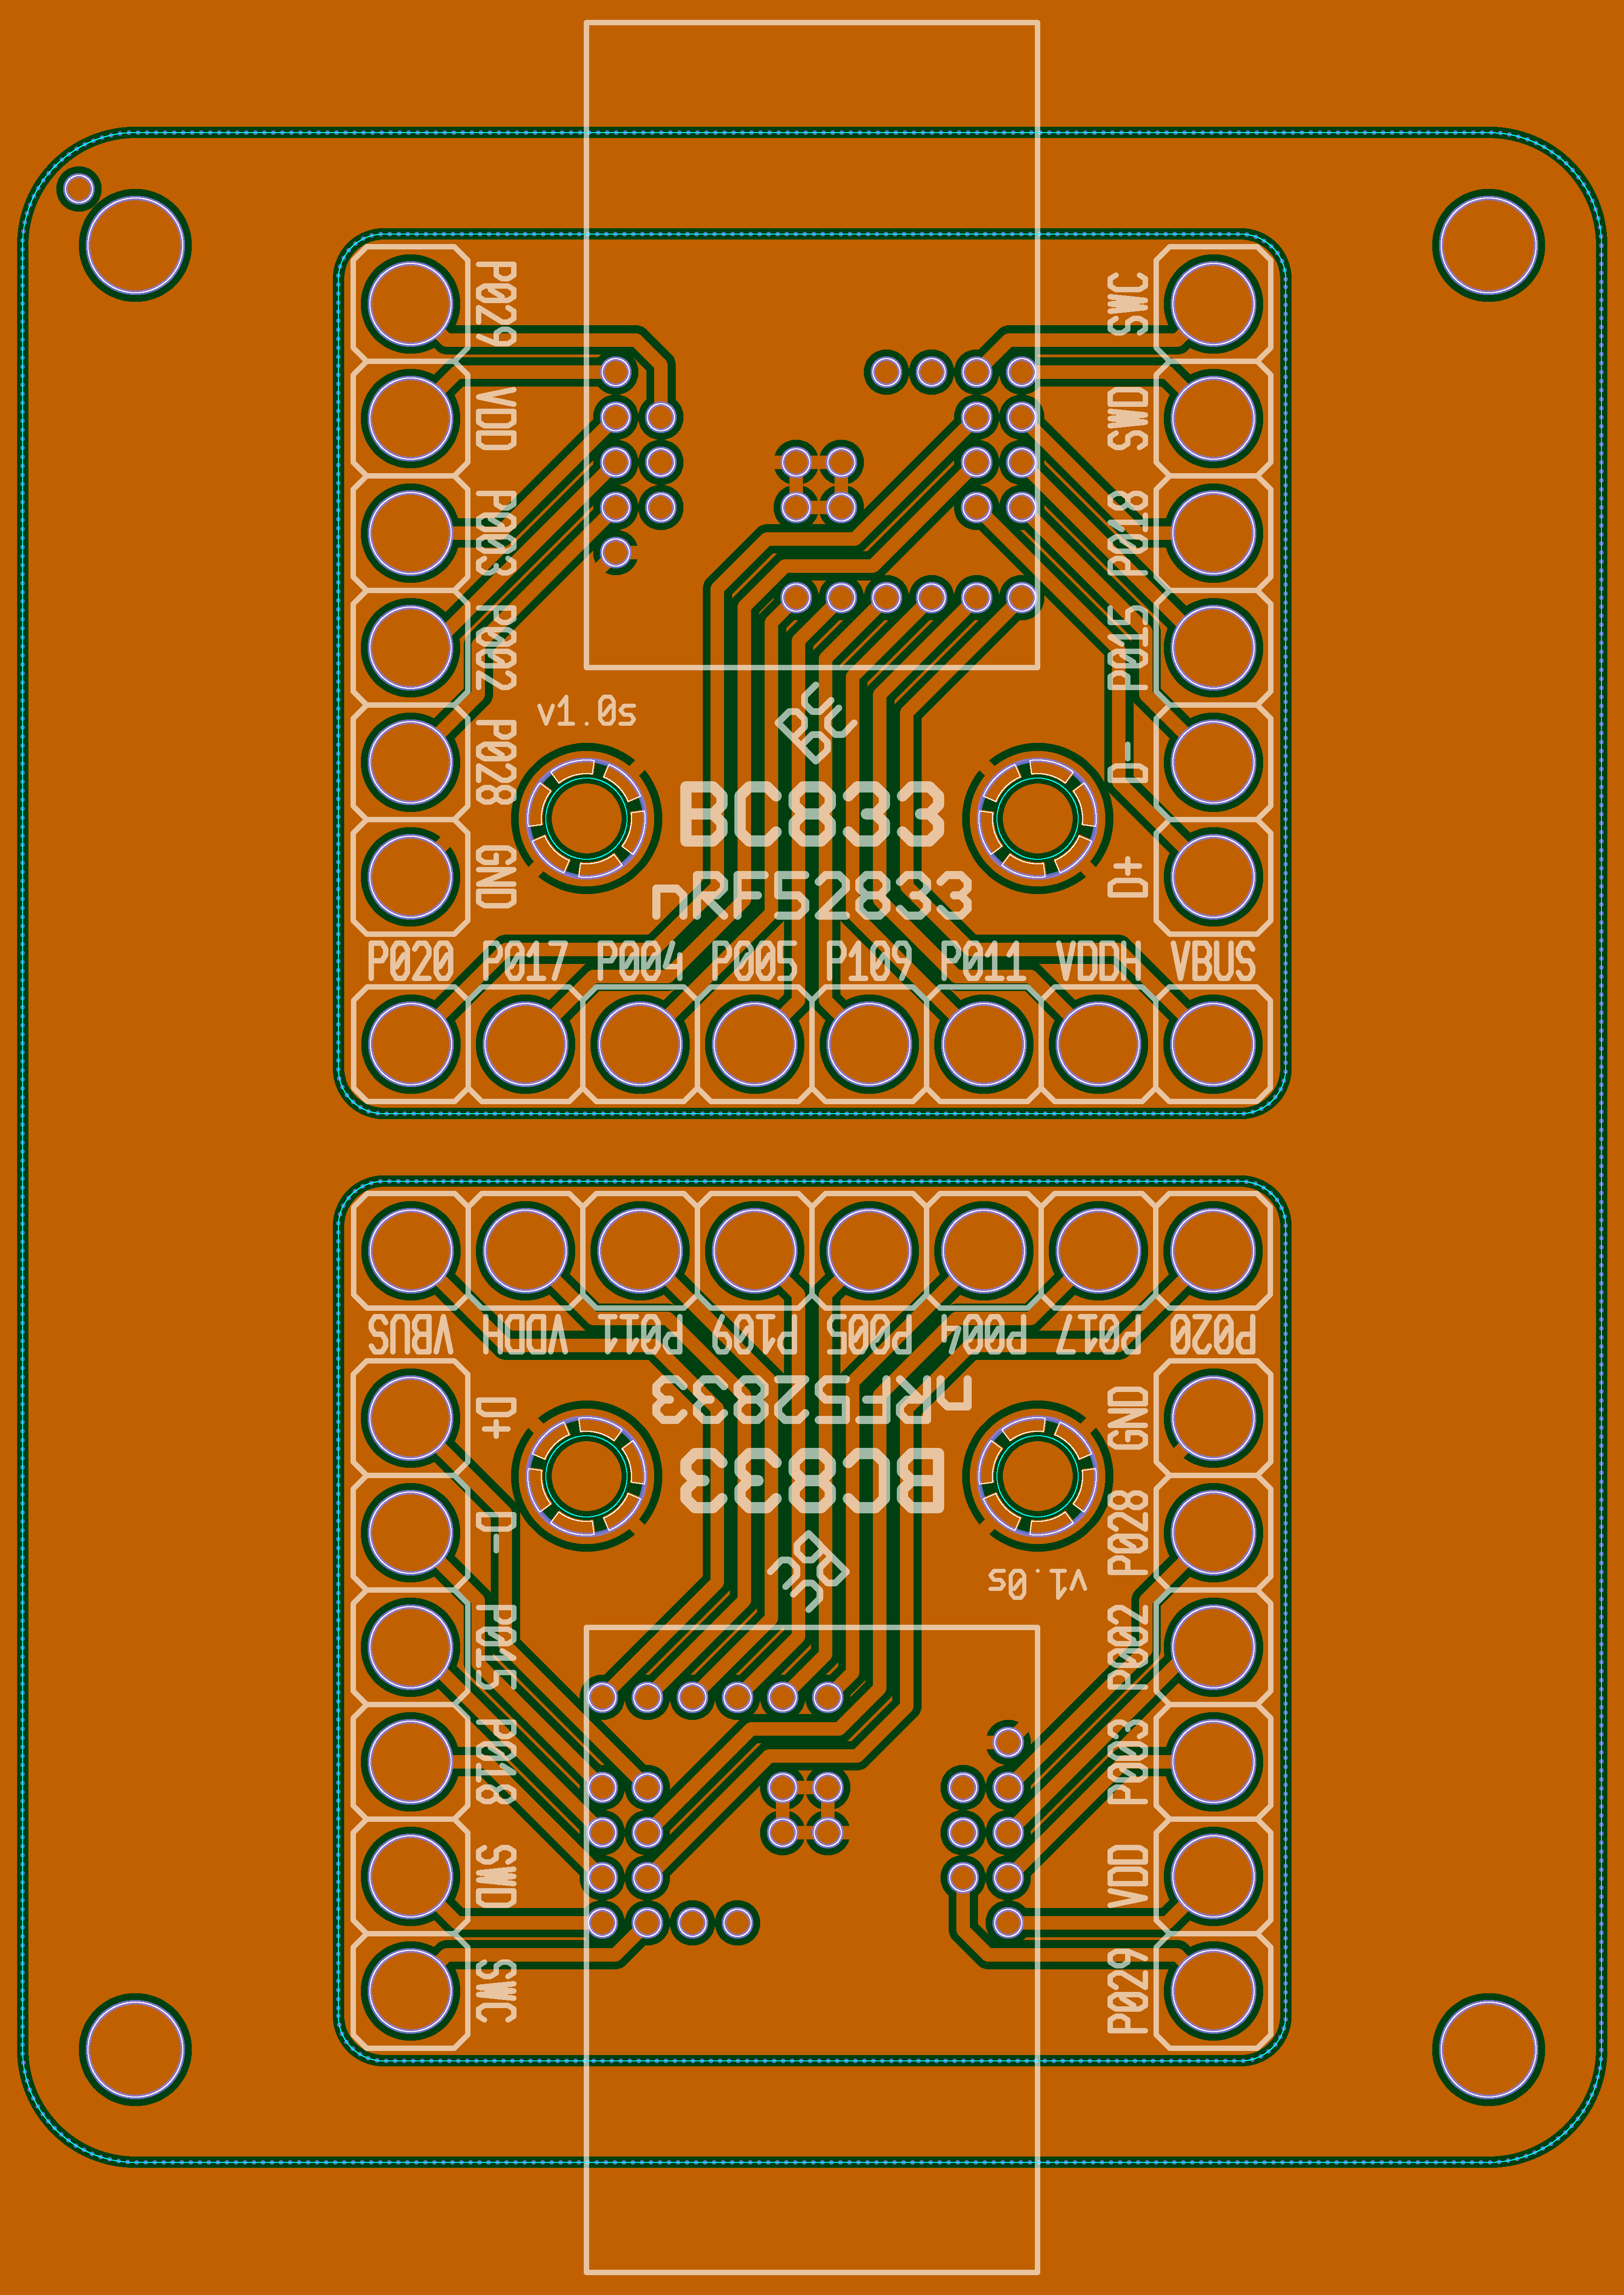 P029
SWC
VDD
SWD
P003
P018
P002
P015
v1.0s
P028
D-
BC833
GND
nRF52833
D+
P020 P017 P004 P005 P109 P011 VDDH VBUS
VBUS VDDH P011 P109 P005 P004 P017 P020
D+
nRF52833
GND
BC833
D-
P028
v1.0s
P015
P002
P018
P003
SWD
VDD
SWC
P029